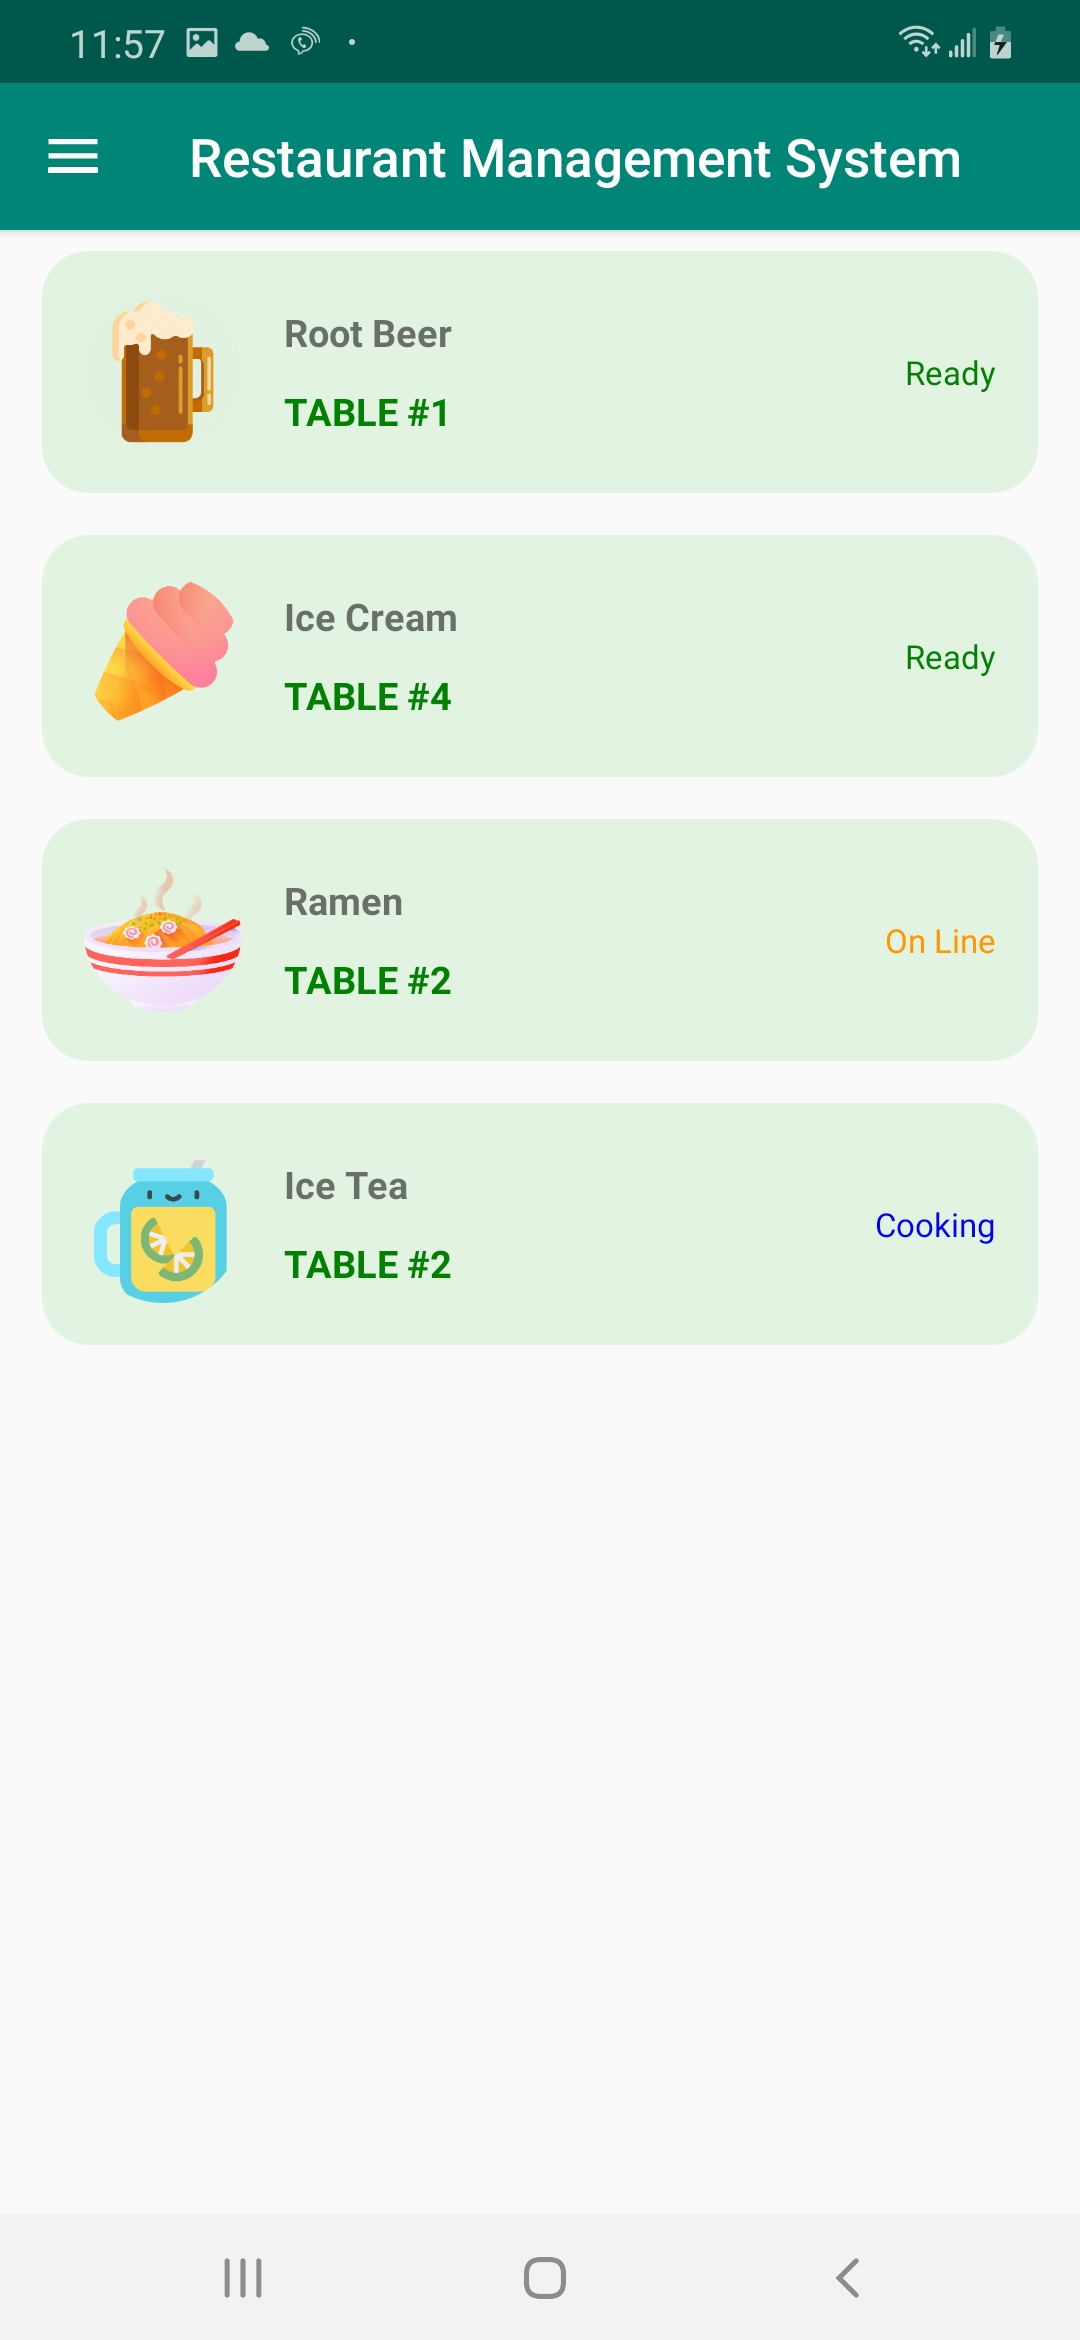 11:57
Restaurant Management System
Root Beer
TABLE #1
Ready
Ice Cream
TABLE #4
Ready
Ramen
TABLE #2
On Line
Ice Tea
TABLE #2
Cooking